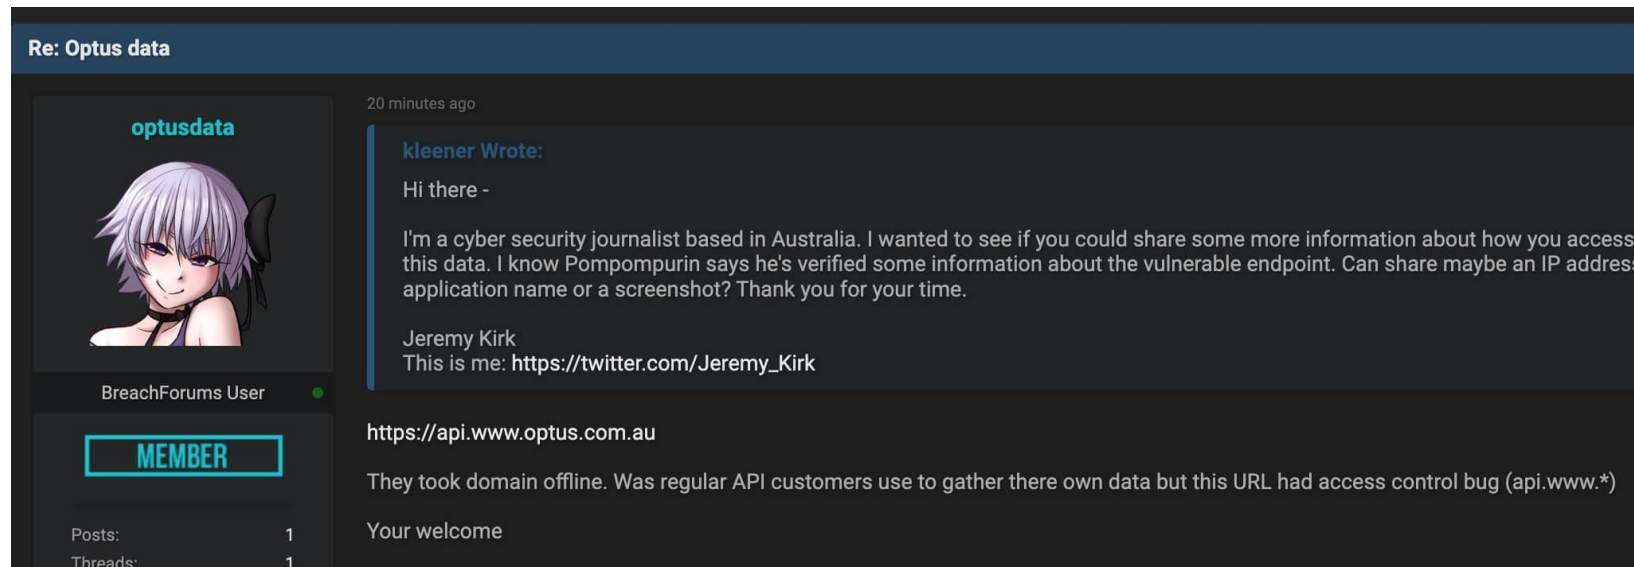 Re: Optus data
optusdata
BreachForums User
MEMBER
Posts: 1
Threads: 1
20 minutes ago
kleener Wrote:
Hi there -
I'm a cyber security journalist based in Australia. I wanted to see if you could share some more information about how you access
this data. I know Pompompurin says he's verified some information about the vulnerable endpoint. Can share maybe an IP
application name or a screenshot? Thank you for your time.
Jeremy Kirk
This is me: https://twitter.com/Jeremy_Kirk
https://api.www.optus.com.au
They took domain offline. Was regular API customers use to gather there own data but this URL had access control bug (api.www.*)
Your welcome